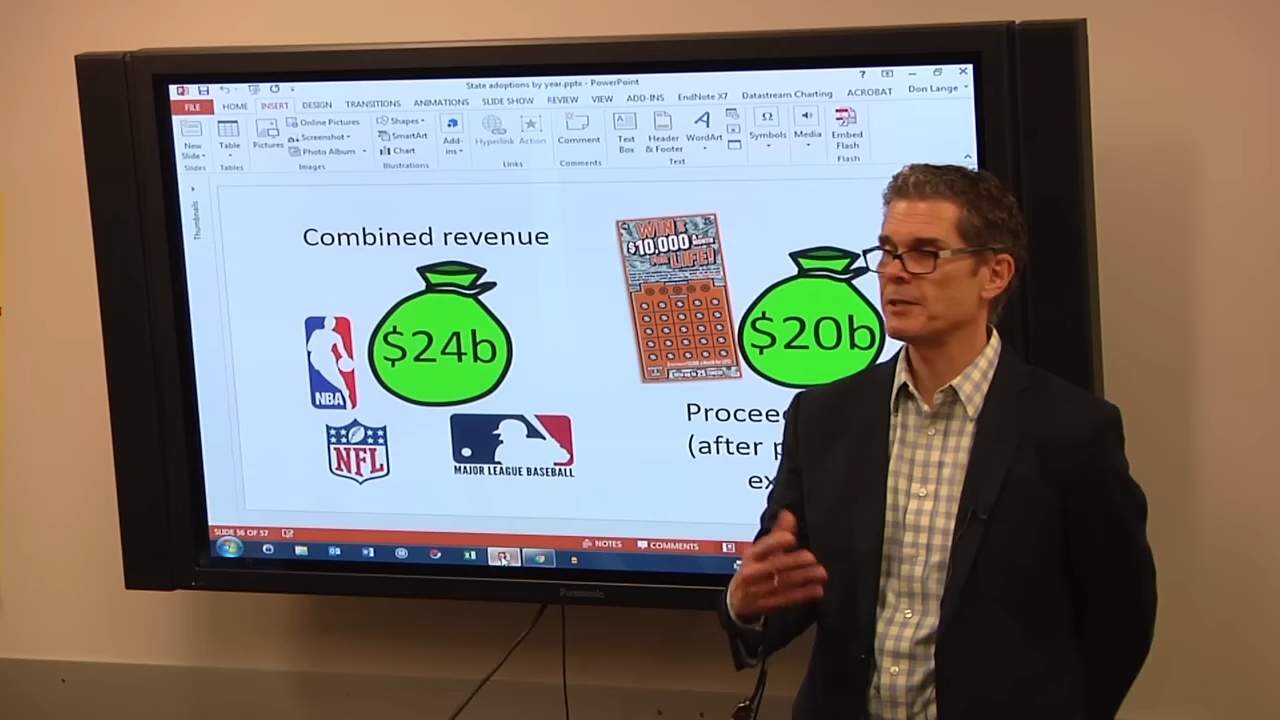 State adoptions by year.pptx - PowerPoint
FILE HOME INSERT DESIGN TRANSITIONS ANIMATIONS SLIDE SHOW REVIEW VIEW ADD-INS EndNote X7 Datastream Charting ACROBAT Don Lange
New Slide
Slides
Table
Tables
Pictures
Online Pictures
Screenshot
Photo Album
Images
Shapes
SmartArt
Chart
Illustrations
Add-ins
Hyperlink Action
Links
Comment
Comments
Text Box
Header & Footer
WordArt
Text
Symbols
Media
Embed Flash
Flash
Thumbnails
Combined revenue
$24b
NBA
NFL
MAJOR LEAGUE BASEBALL
WIN
$10,000
FOR LIFE!
$20b
(after
SLIDE 56 OF 57
NOTES
COMMENTS
Panasonic